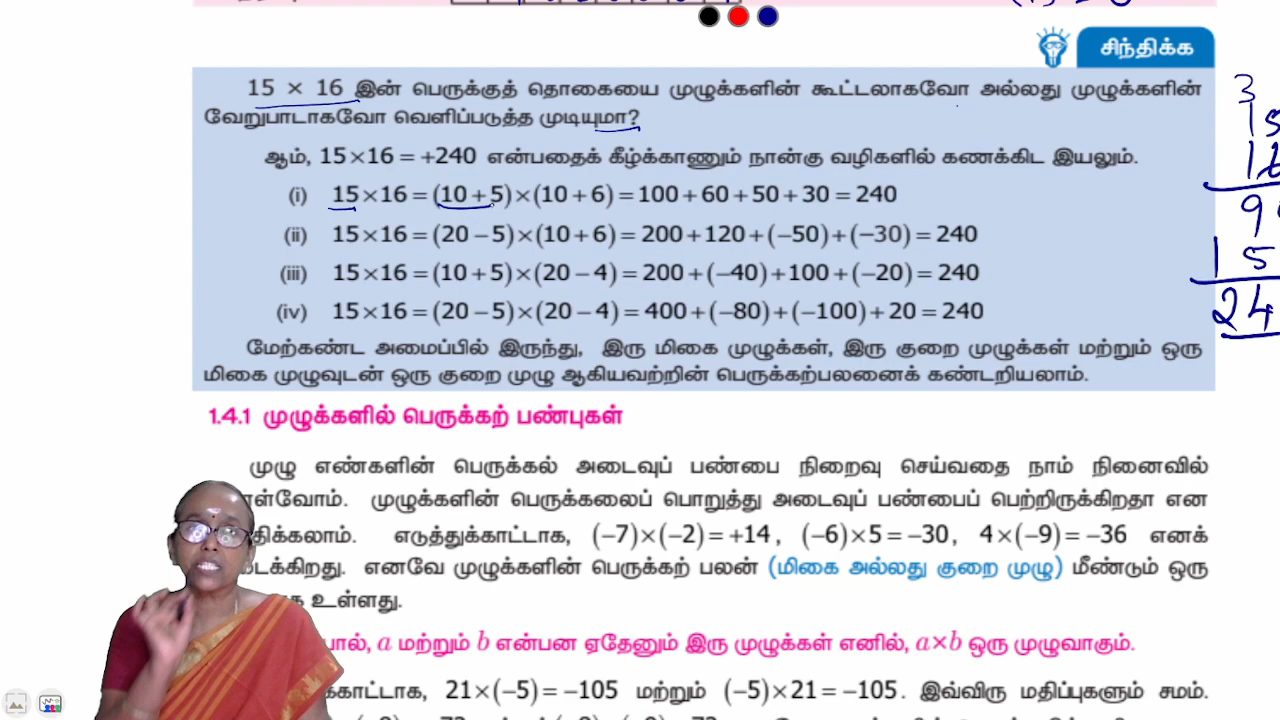 சிந்திக்க
15 × 16 இன் பெருக்குத் தொகையை முழுக்களின் கூட்டலாகவோ அல்லது முழுக்களின்
வேறுபாடாகவோ வெளிப்படுத்த முடியுமா?
ஆம், 15×16 = +240 என்பதைக் கீழ்க்காணும் நான்கு வழிகளில் கணக்கிட இயலும்.
(i) 15×16 = (10+5)×(10+6) = 100+60+50+30 = 240
(ii) 15×16 = (20−5)×(10+6) = 200+120+(−50)+(−30) = 240
(iii) 15×16 = (10+5)×(20−4) = 200+(−40)+100+(−20) = 240
(iv) 15×16 = (20−5)×(20−4) = 400+(−80)+(−100)+20 = 240
மேற்கண்ட அமைப்பில் இருந்து, இரு மிகை முழுக்கள், இரு குறை முழுக்கள் மற்றும் ஒரு
மிகை முழுவுடன் ஒரு குறை முழு ஆகியவற்றின் பெருக்கற்பலனைக் கண்டறியலாம்.
3
15
16
9
15
24
1.4.1 முழுக்களில் பெருக்கற் பண்புகள்
முழு எண்களின் பெருக்கல் அடைவுப் பண்பை நிறைவு செய்வதை நாம் நினைவில்
முழுக்களின் பெருக்கலைப் பொறுத்து அடைவுப் பண்பைப் பெற்றிருக்கிறதா என
எடுத்துக்காட்டாக, (−7)×(−2) = +14, (−6)×5 = −30, 4×(−9) = −36 எனக்
எனவே முழுக்களின் பெருக்கற் பலன் (மிகை அல்லது குறை முழு) மீண்டும் ஒரு
உள்ளது.
a மற்றும் b என்பன ஏதேனும் இரு முழுக்கள் எனில், a×b ஒரு முழுவாகும்.
21×(−5) = −105 மற்றும் (−5)×21 = −105. இவ்விரு மதிப்புகளும் சமம்.